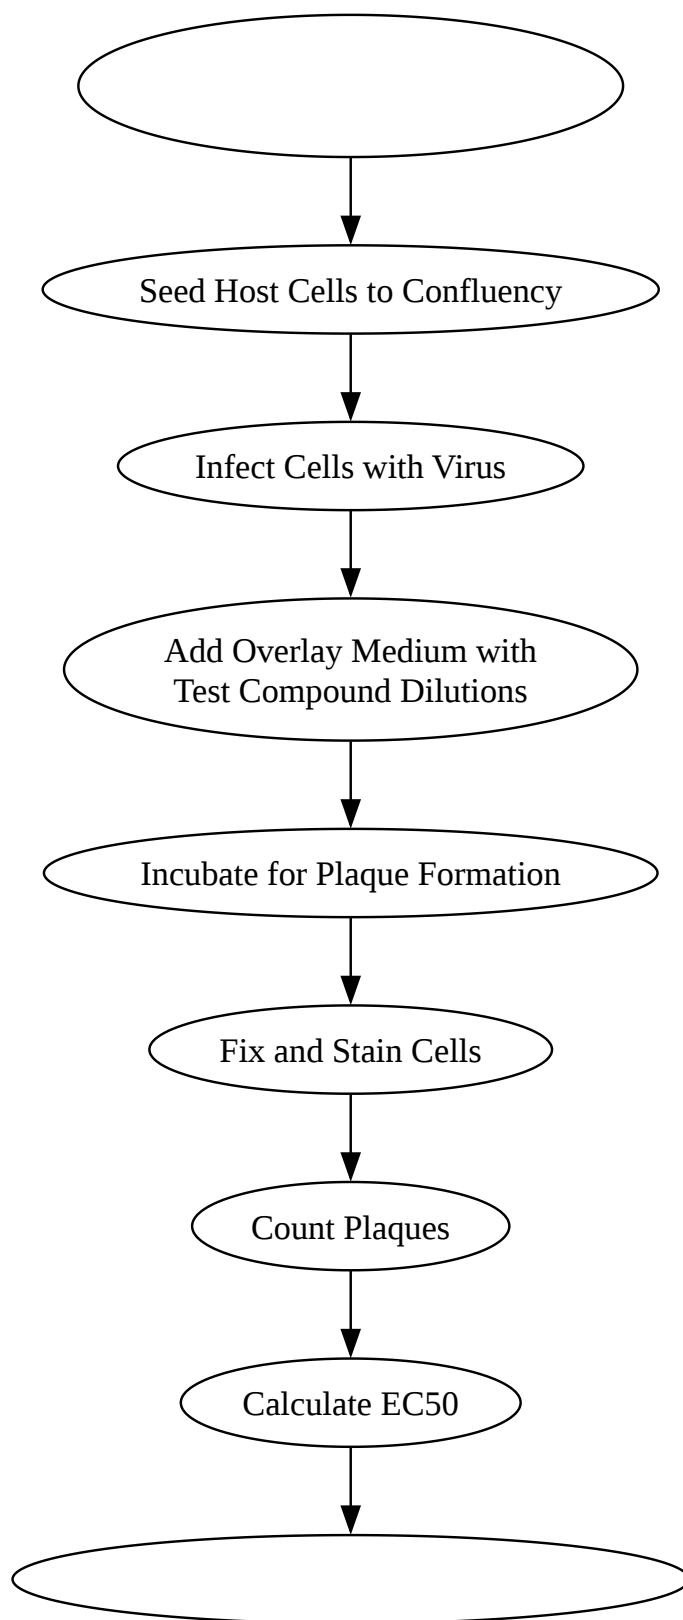 Seed Host Cells to Confluency
Infect Cells with Virus
Add Overlay Medium with
Test Compound Dilutions
Incubate for Plaque Formation
Fix and Stain Cells
Count Plaques
Calculate EC50